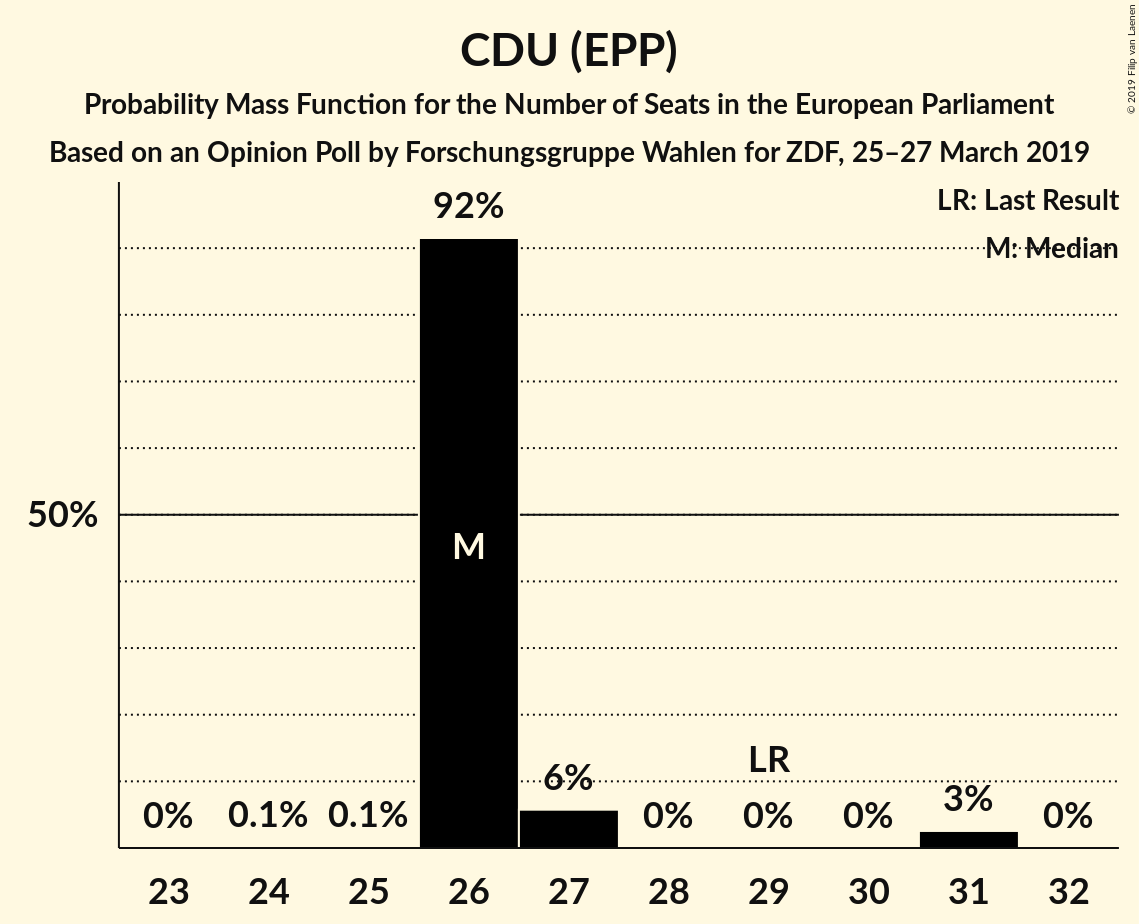 CDU (EPP)
Probability Mass Function for the Number of Seats in the European Parliament
Based on an Opinion Poll by Forschungsgruppe Wahlen for ZDF, 25–27 March 2019
© 2019 Filip van Laenen
LR: Last Result
M: Median
92%
50%
M
LR
6%
3%
0% 0.1% 0.1% 0% 0% 0% 0%
23 24 25 26 27 28 29 30 31 32